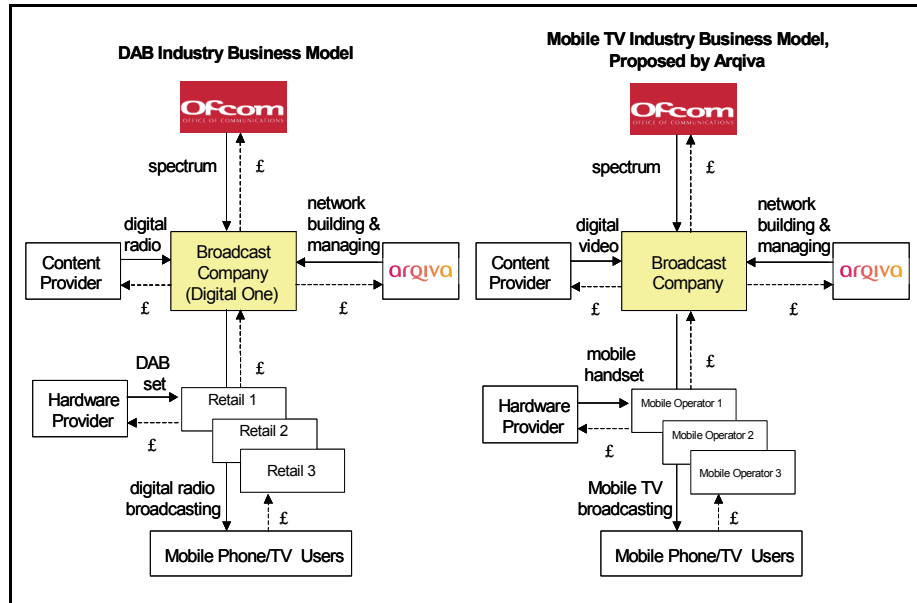 DAB Industry Business Model
Ofcom
OFFICE OF COMMUNICATIONS
spectrum
£
digital
radio
network
building &
managing
Content
Provider
Broadcast
Company
(Digital One)
arQIVa
£
£
£
DAB
set
Hardware
Provider
Retail 1
Retail 2
Retail 3
£
digital radio
broadcasting
£
Mobile Phone/TV Users
Mobile TV Industry Business Model,
Proposed by Arqiva
Ofcom
OFFICE OF COMMUNICATIONS
spectrum
£
digital
video
network
building &
managing
Content
Provider
Broadcast
Company
arQIVa
£
£
£
mobile
handset
Hardware
Provider
Mobile Operator 1
Mobile Operator 2
Mobile Operator 3
£
Mobile TV
broadcasting
£
Mobile Phone/TV Users